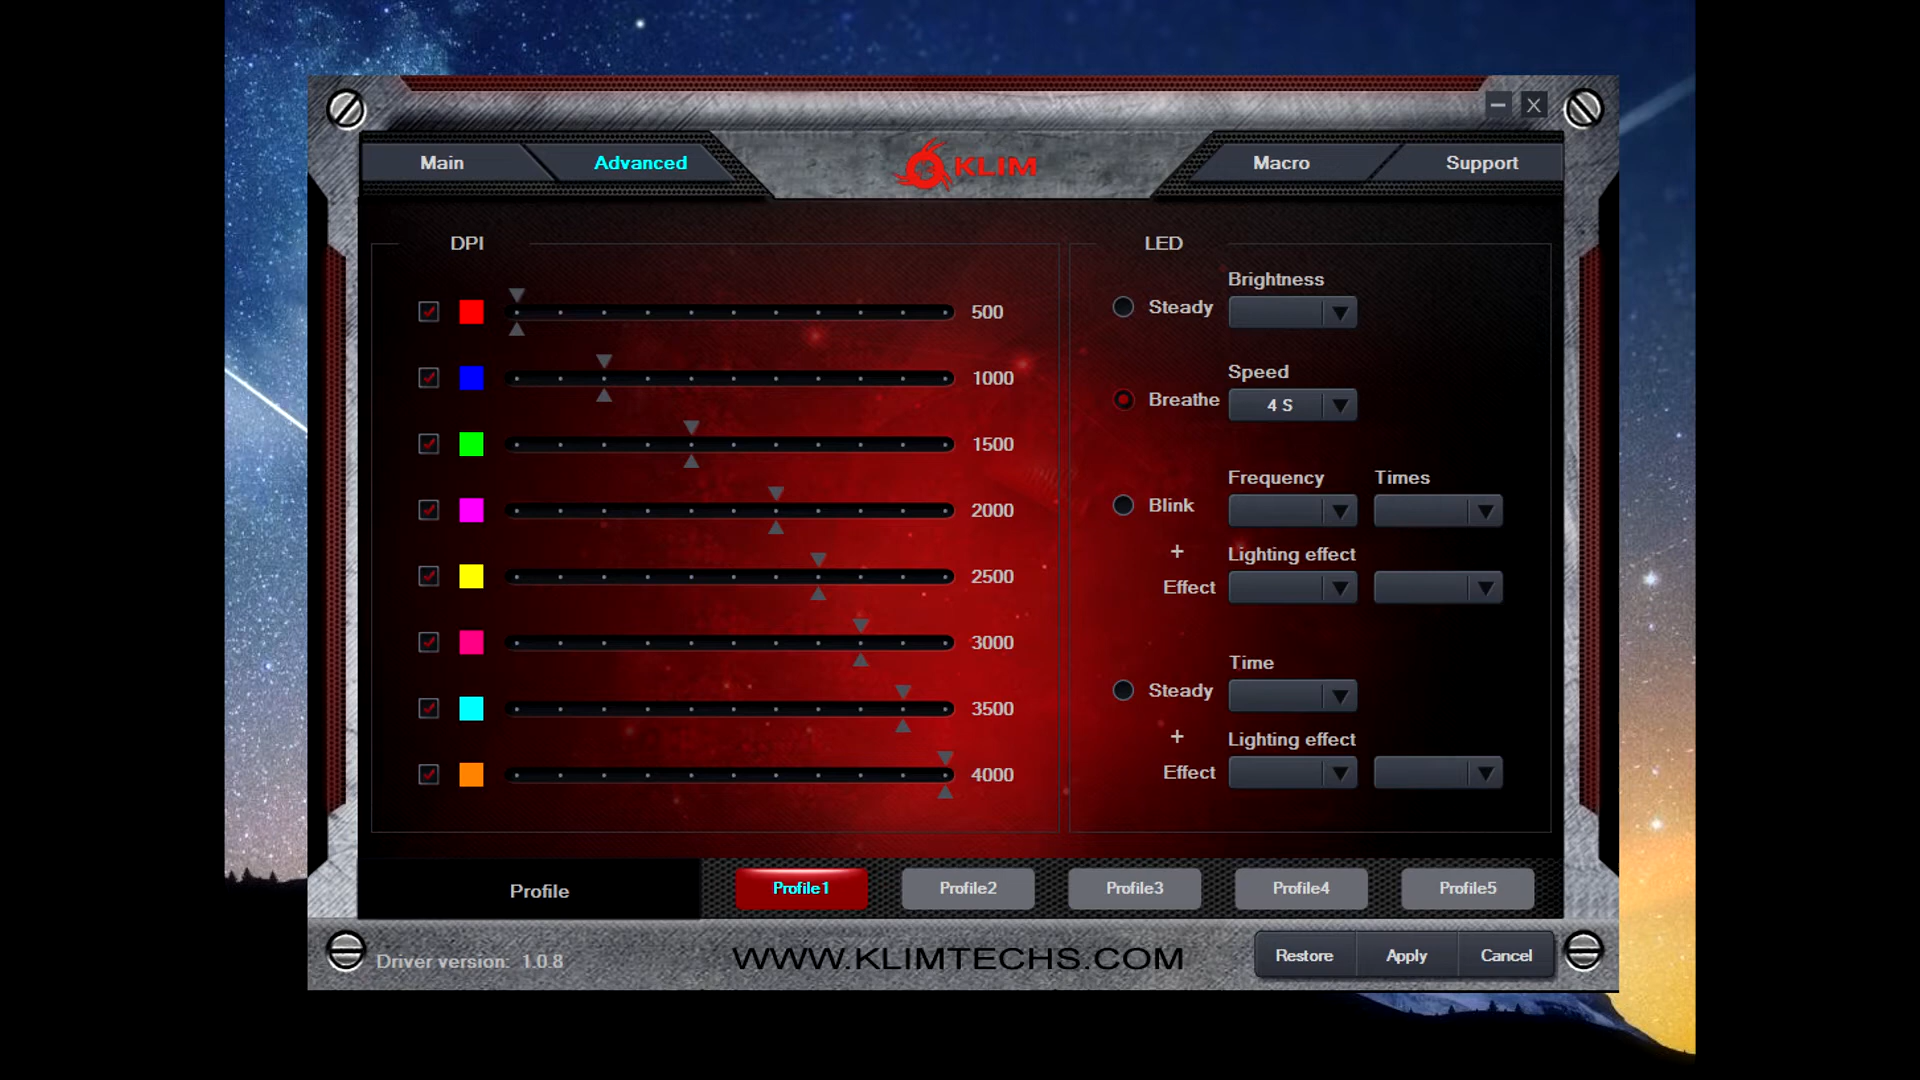 Main
Advanced
KLIM
Macro
Support
DPI
500
1000
1500
2000
2500
3000
3500
4000
LED
Brightness
Steady
Speed
Breathe 4 S
Frequency Times
Blink
+ Lighting effect
Effect
Time
Steady
+ Lighting effect
Effect
Profile
Profile1
Profile2
Profile3
Profile4
Profile5
Driver version: 1.0.8
WWW.KLIMTECHS.COM
Restore
Apply
Cancel